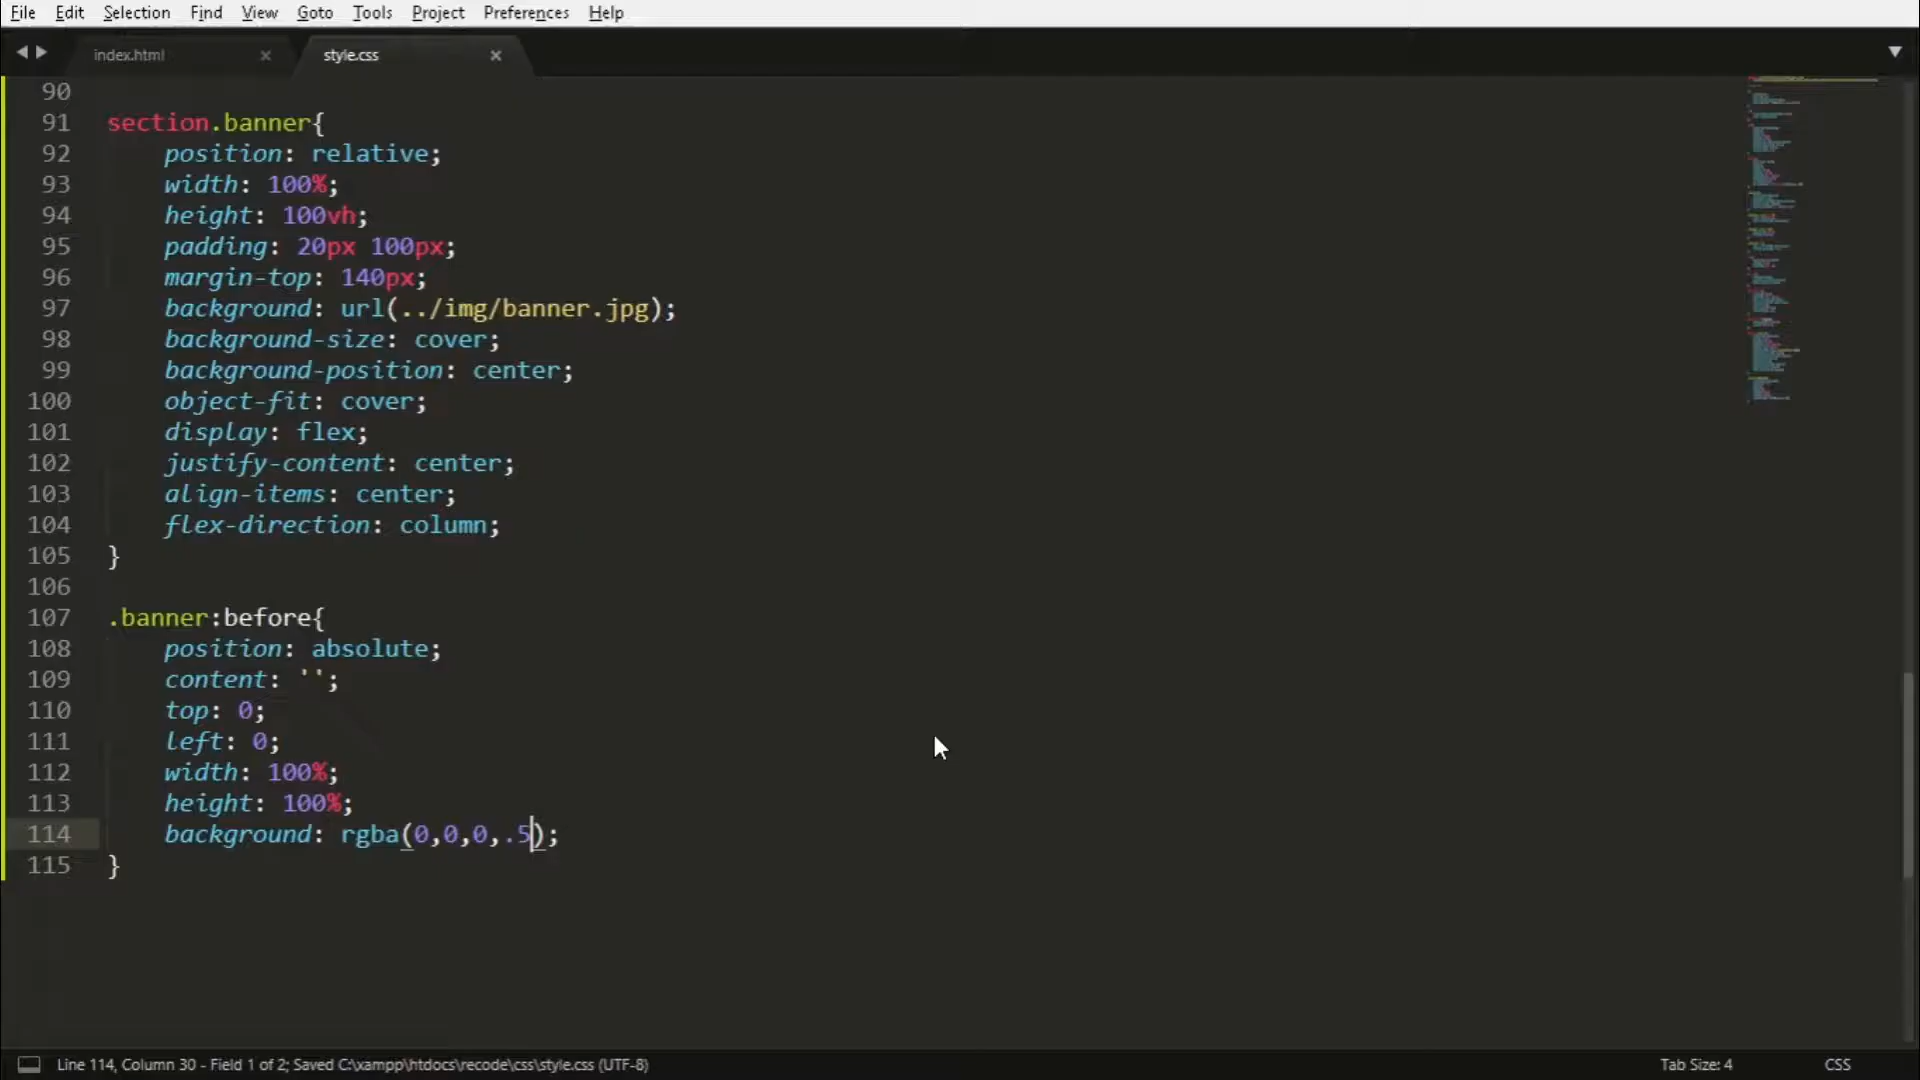 File Edit Selection Find View Goto Tools Project Preferences Help
index.html × style.css ×
90
91 section.banner{
92 position: relative;
93 width: 100%;
94 height: 100vh;
95 padding: 20px 100px;
96 margin-top: 140px;
97 background: url(../img/banner.jpg);
98 background-size: cover;
99 background-position: center;
100 object-fit: cover;
101 display: flex;
102 justify-content: center;
103 align-items: center;
104 flex-direction: column;
105 }
106
107 .banner:before{
108 position: absolute;
109 content: '';
110 top: 0;
111 left: 0;
112 width: 100%;
113 height: 100%;
114 background: rgba(0,0,0,.5);
115 }
Line 114, Column 30 - Field 1 of 2; Saved C:\xampp\htdocs\recode\css\style.css (UTF-8) Tab Size: 4 CSS